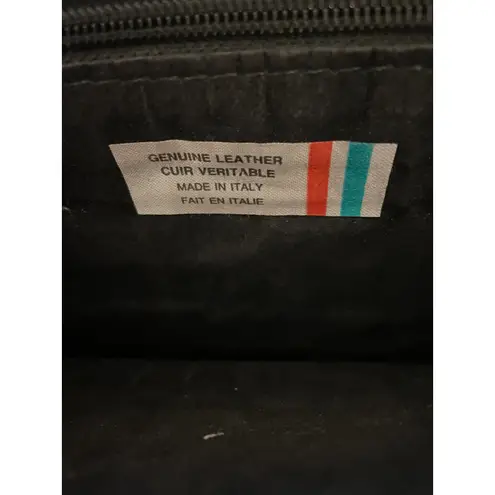 GENUINE LEATHER
CUIR VERITABLE
MADE IN ITALY
FAIT EN ITALIE